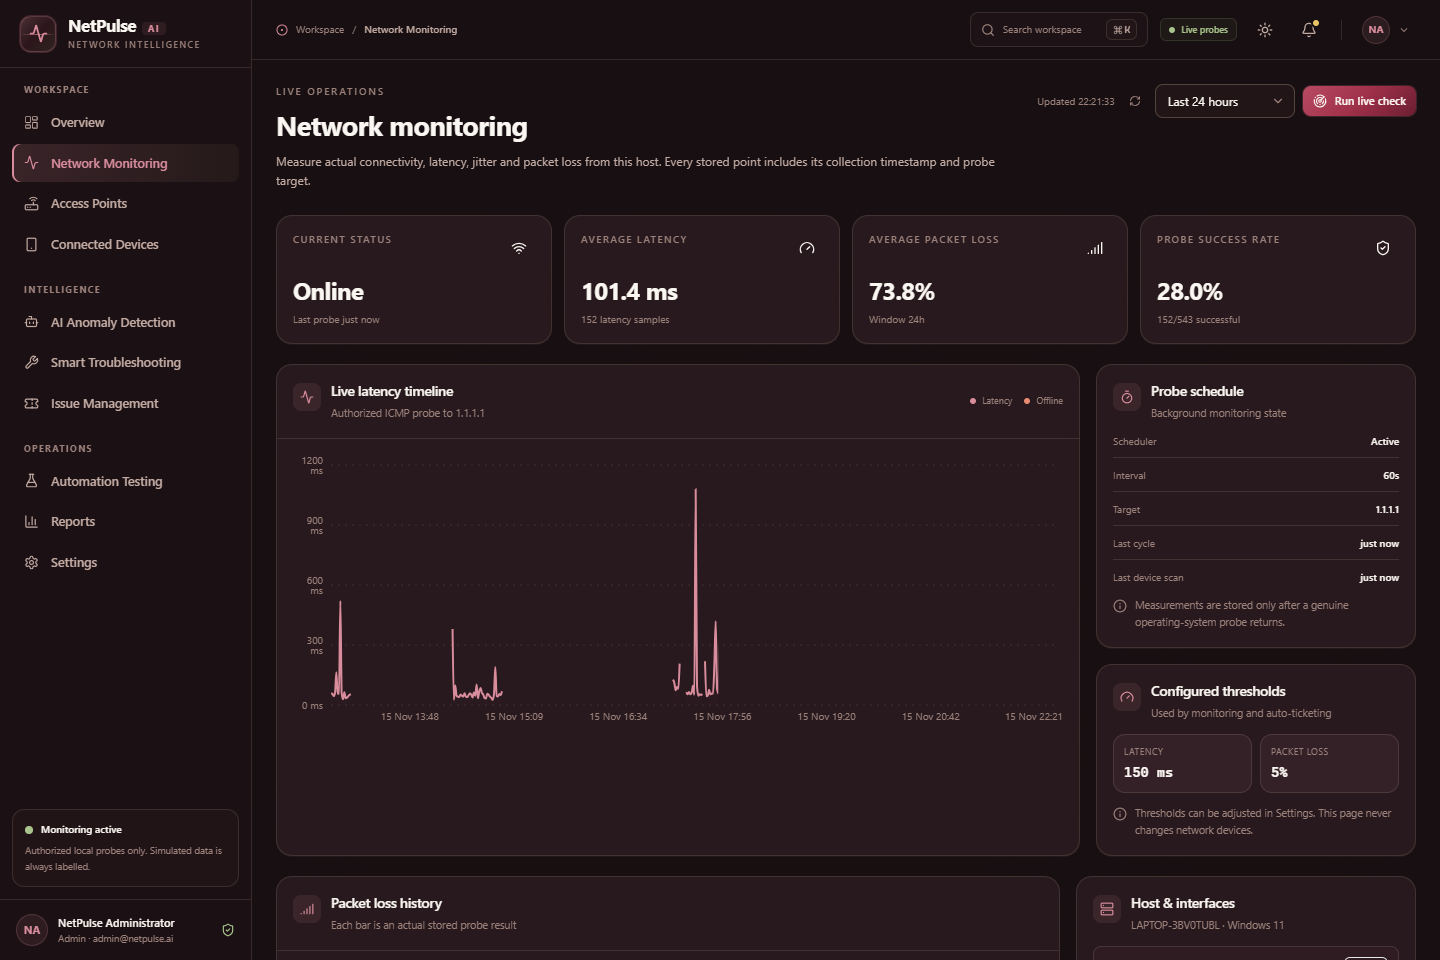 NetPulse AI
NETWORK INTELLIGENCE
WORKSPACE
Overview
Network Monitoring
Access Points
Connected Devices
INTELLIGENCE
AI Anomaly Detection
Smart Troubleshooting
Issue Management
OPERATIONS
Automation Testing
Reports
Settings
Monitoring active
Authorized local probes only. Simulated data is
always labelled.
NA
NetPulse Administrator
Admin · admin@netpulse.ai
Workspace / Network Monitoring
Search workspace
⌘ K
Live probes
NA
LIVE OPERATIONS
Network monitoring
Measure actual connectivity, latency, jitter and packet loss from this host. Every stored point includes its collection timestamp and probe
target.
Updated 22:21:33
Last 24 hours
Run live check
CURRENT STATUS
Online
Last probe just now
AVERAGE LATENCY
101.4 ms
152 latency samples
AVERAGE PACKET LOSS
73.8%
Window 24h
PROBE SUCCESS RATE
28.0%
152/543 successful
Live latency timeline
Authorized ICMP probe to 1.1.1.1
Latency
Offline
1200
ms
900
ms
600
ms
300
ms
0 ms
15 Nov 13:48
15 Nov 15:09
15 Nov 16:34
15 Nov 17:56
15 Nov 19:20
15 Nov 20:42
15 Nov 22:21
Probe schedule
Background monitoring state
Scheduler
Active
Interval
60s
Target
1.1.1.1
Last cycle
just now
Last device scan
just now
Measurements are stored only after a genuine
operating-system probe returns.
Configured thresholds
Used by monitoring and auto-ticketing
LATENCY
150 ms
PACKET LOSS
5%
Thresholds can be adjusted in Settings. This page never
changes network devices.
Packet loss history
Each bar is an actual stored probe result
Host & interfaces
LAPTOP-3BV0TUBL · Windows 11